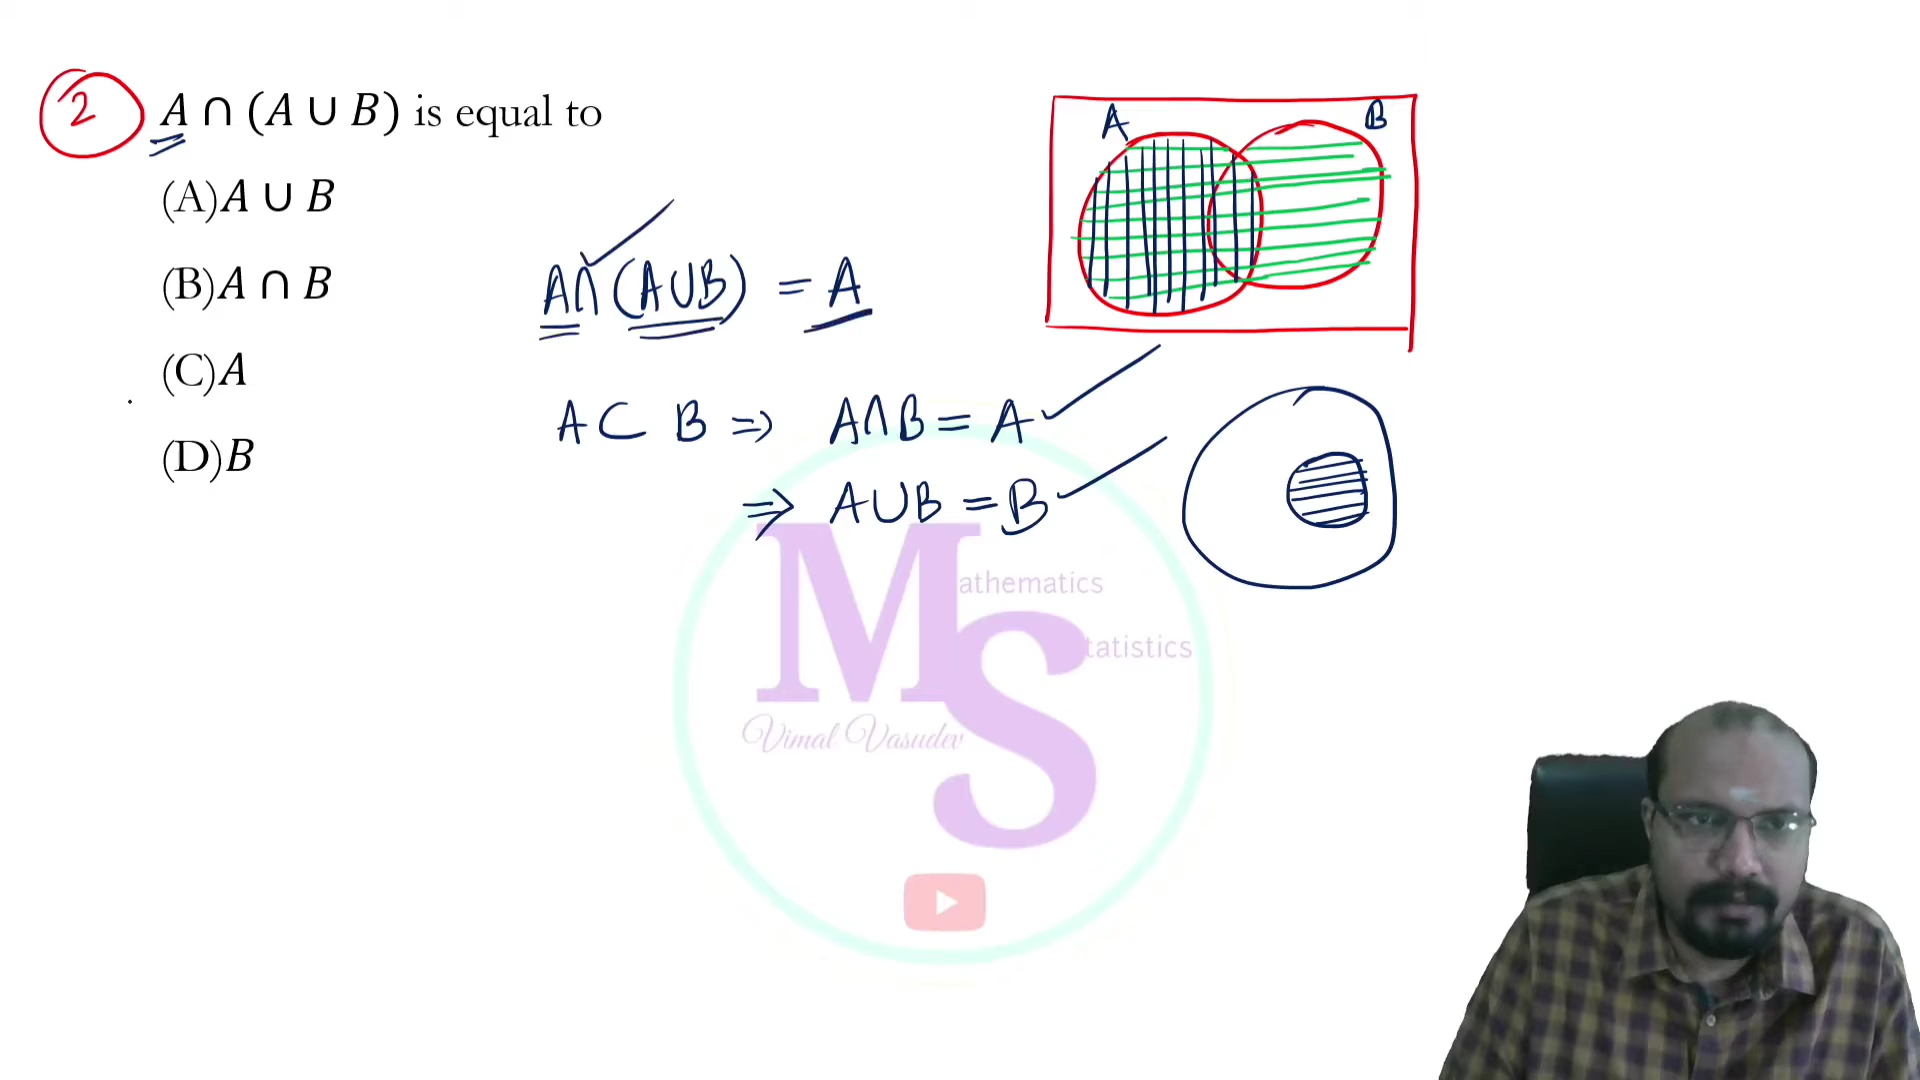 2 A ∩ (A ∪ B) is equal to
(A) A ∪ B
(B) A ∩ B
(C) A
(D) B
A B
A∩(A∪B) = A
A ⊂ B ⇒ A∩B = A
⇒ A∪B = B
M
athematics
S
tatistics
Vimal Vasudev